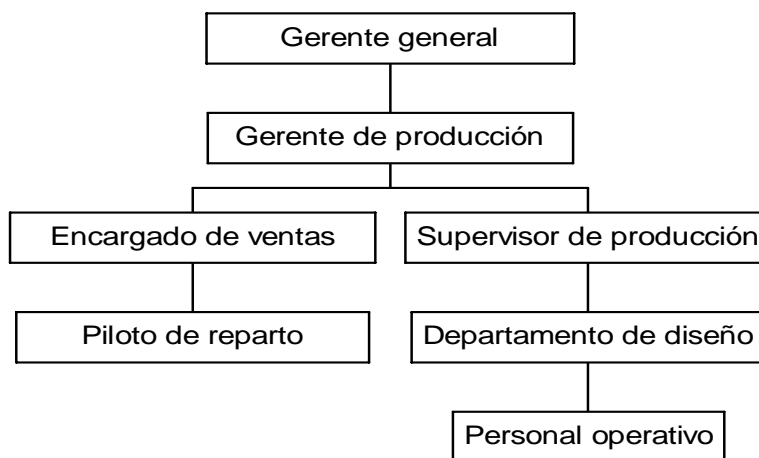 Gerente general
Gerente de producción
Encargado de ventas
Supervisor de producción
Piloto de reparto
Departamento de diseño
Personal operativo